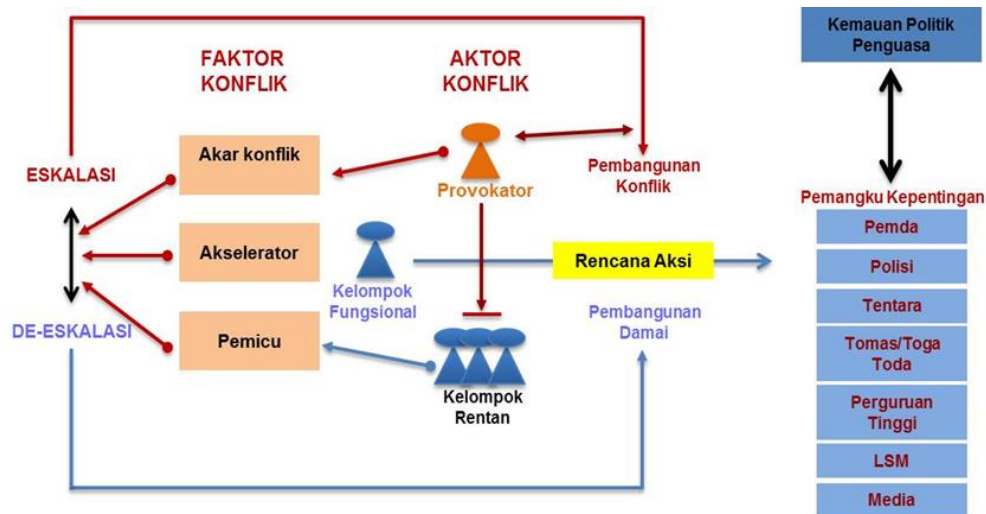 FAKTOR
KONFLIK
AKTOR
KONFLIK
Kemauan Politik
Penguasa
ESKALASI
Akar konflik
Provokator
Pembangunan
Konflik
Pemangku Kepentingan
Pemda
Akselerator
Kelompok
Fungsional
Rencana Aksi
Polisi
Tentara
DE-ESKALASI
Pemicu
Pembangunan
Damai
Tomas/Toga
Toda
Kelompok
Rentan
Perguruan
Tinggi
LSM
Media